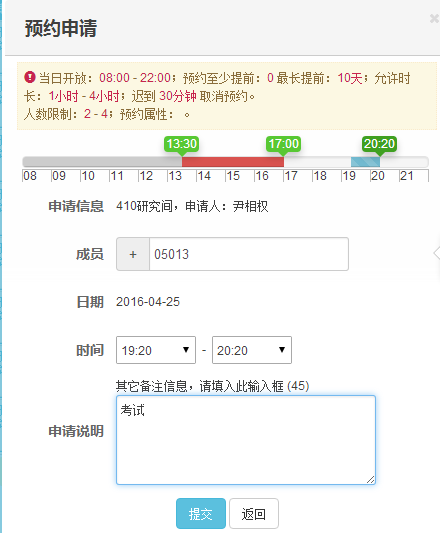 预约申请
×
当日开放：08:00 - 22:00；预约至少提前：0 最长提前：10天；允许时
长：1小时 - 4小时；迟到 30分钟 取消预约。
人数限制：2 - 4；预约属性： 。
13:30 17:00 20:20
08 09 10 11 12 13 14 15 16 17 18 19 20 21
申请信息 410研究间，申请人：尹相权
成员 + 05013
日期 2016-04-25
时间 19:20 - 20:20
其它备注信息，请填入此输入框 (45)
申请说明 考试
提交 返回